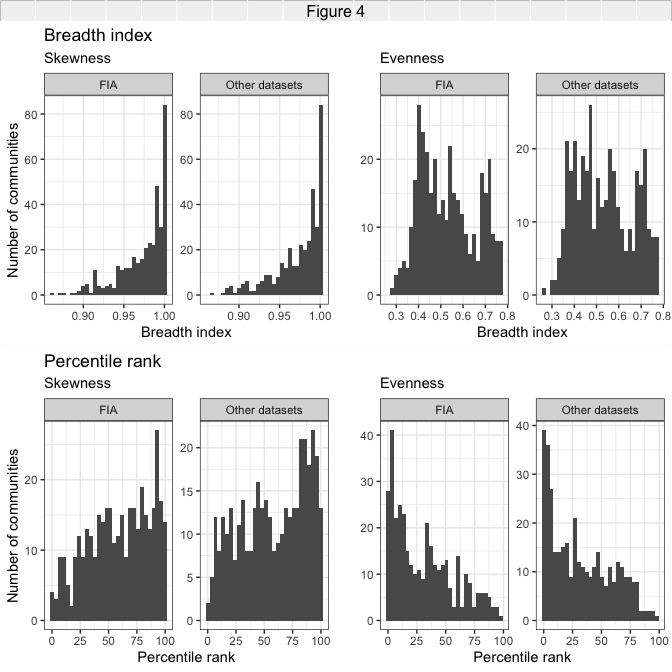 Figure 4
Breadth index
Skewness
Evenness
FIA
Other datasets
FIA
Other datasets
Number of communities
80
60
40
20
0
80
60
40
20
0
20
10
0
20
10
0
0.90 0.95 1.00
0.90 0.95 1.00
0.3 0.4 0.5 0.6 0.7 0.8
0.3 0.4 0.5 0.6 0.7 0.8
Breadth index
Breadth index
Percentile rank
Skewness
Evenness
FIA
Other datasets
FIA
Other datasets
Number of communities
20
10
0
20
15
10
5
0
40
30
20
10
0
40
30
20
10
0
0 25 50 75 100
0 25 50 75 100
0 25 50 75 100
0 25 50 75 100
Percentile rank
Percentile rank